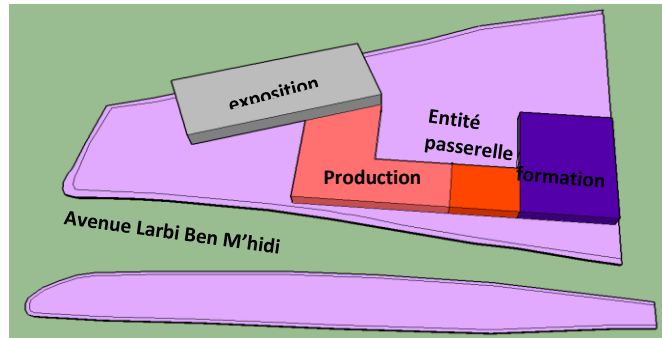 exposition
Entité
passerelle
Production
formation
Avenue Larbi Ben M’hidi